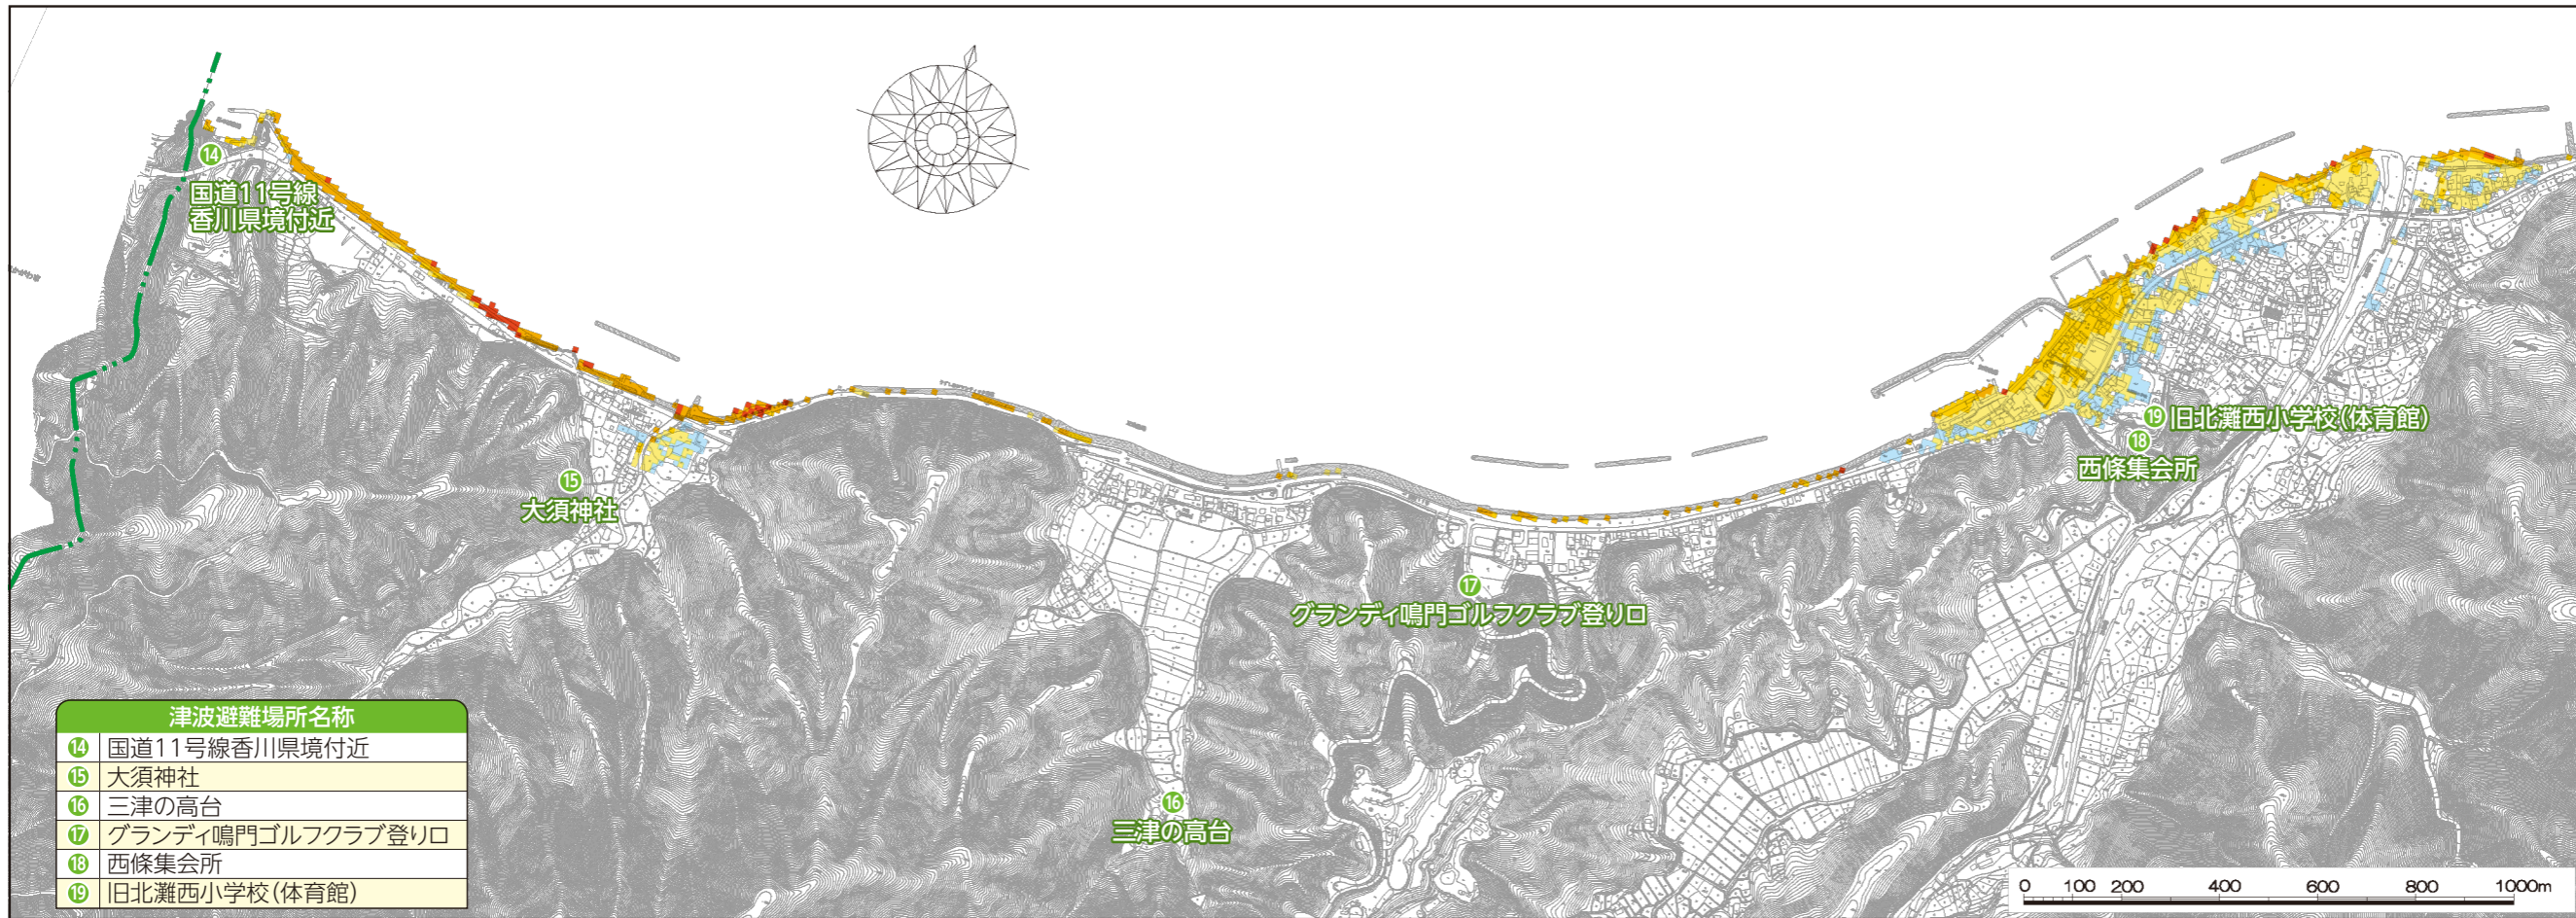 ⑭
国道11号線
香川県境付近
⑮
大須神社
⑲ 旧北灘西小学校(体育館)
⑱
西條集会所
⑰
グランディ鳴門ゴルフクラブ登り口
⑯
三津の高台
津波避難場所名称
⑭ 国道11号線香川県境付近
⑮ 大須神社
⑯ 三津の高台
⑰ グランディ鳴門ゴルフクラブ登り口
⑱ 西條集会所
⑲ 旧北灘西小学校(体育館)
0 100 200 400 600 800 1000m